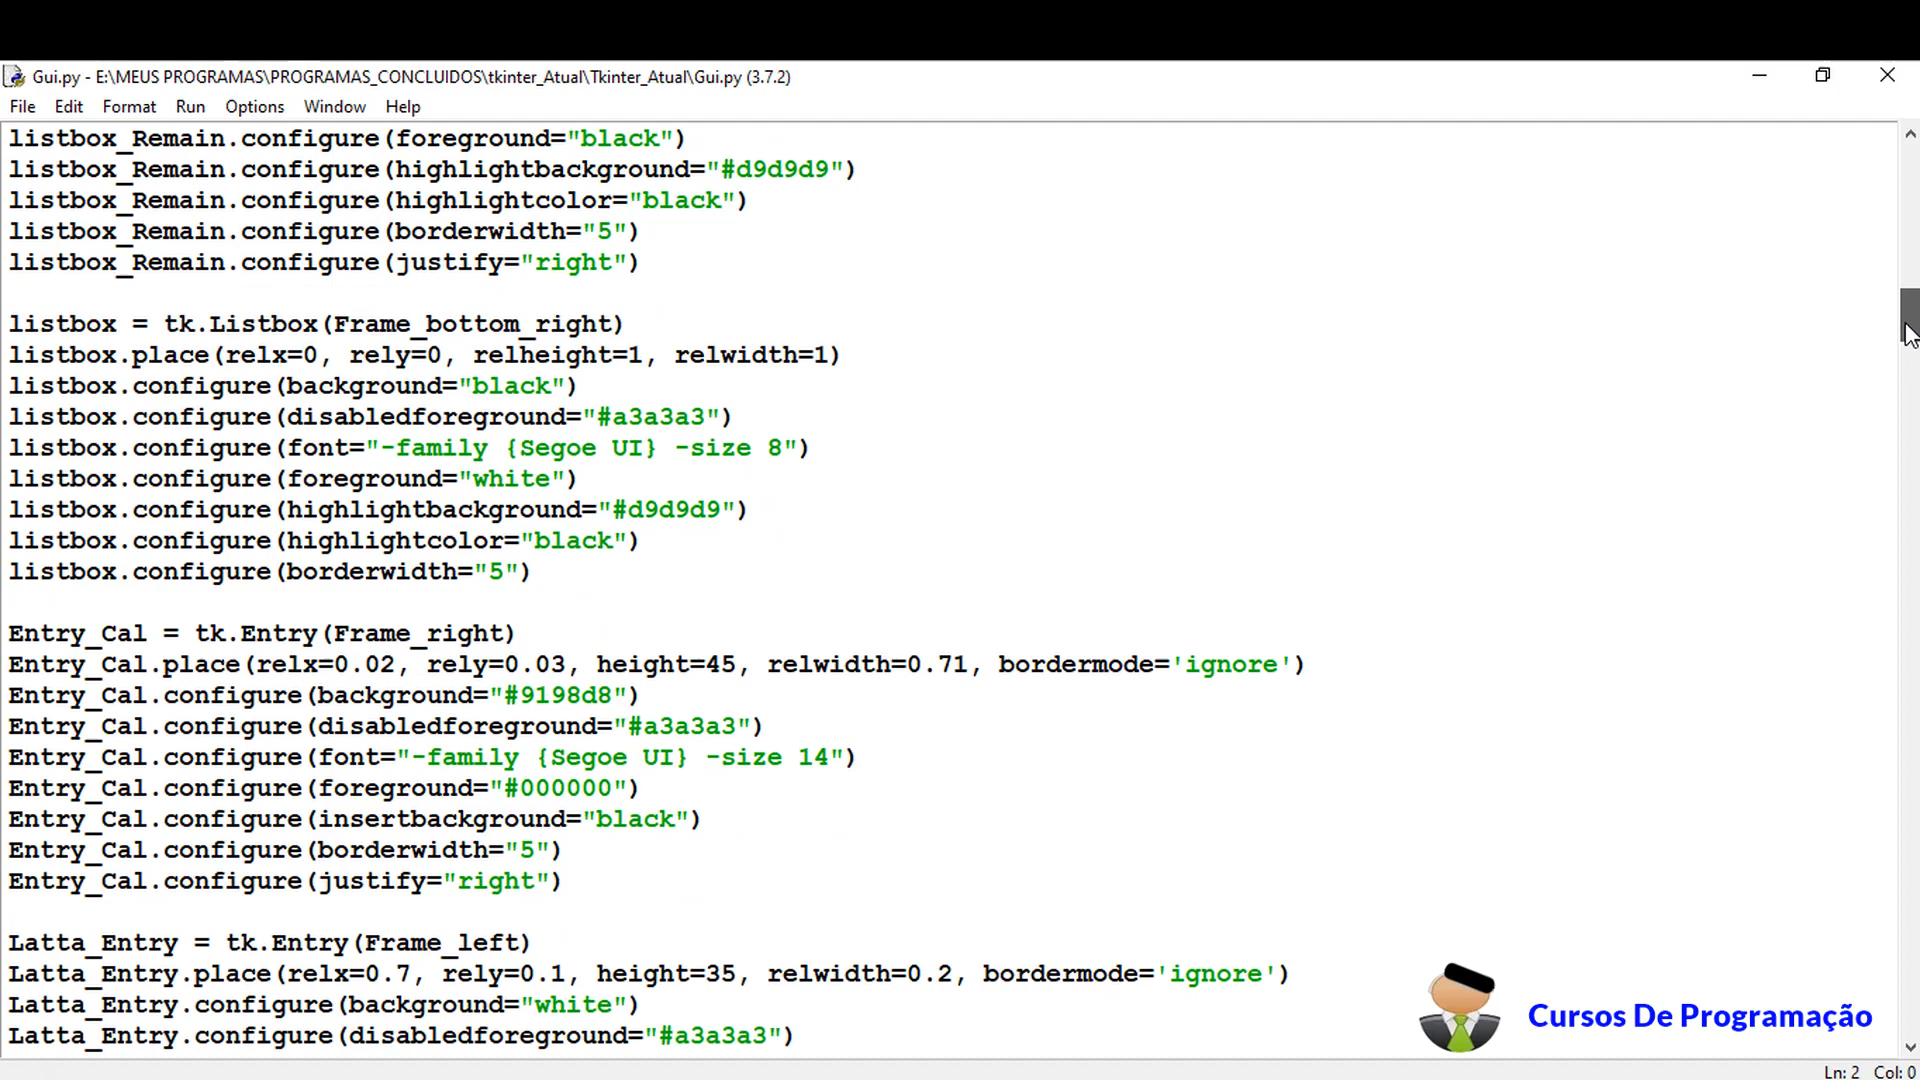 Gui.py - E:\MEUS PROGRAMAS\PROGRAMAS_CONCLUIDOS\tkinter_Atual\Tkinter_Atual\Gui.py (3.7.2)
File Edit Format Run Options Window Help
listbox_Remain.configure(foreground="black")
listbox_Remain.configure(highlightbackground="#d9d9d9")
listbox_Remain.configure(highlightcolor="black")
listbox_Remain.configure(borderwidth="5")
listbox_Remain.configure(justify="right")
listbox = tk.Listbox(Frame_bottom_right)
listbox.place(relx=0, rely=0, relheight=1, relwidth=1)
listbox.configure(background="black")
listbox.configure(disabledforeground="#a3a3a3")
listbox.configure(font="-family {Segoe UI} -size 8")
listbox.configure(foreground="white")
listbox.configure(highlightbackground="#d9d9d9")
listbox.configure(highlightcolor="black")
listbox.configure(borderwidth="5")
Entry_Cal = tk.Entry(Frame_right)
Entry_Cal.place(relx=0.02, rely=0.03, height=45, relwidth=0.71, bordermode='ignore')
Entry_Cal.configure(background="#9198d8")
Entry_Cal.configure(disabledforeground="#a3a3a3")
Entry_Cal.configure(font="-family {Segoe UI} -size 14")
Entry_Cal.configure(foreground="#000000")
Entry_Cal.configure(insertbackground="black")
Entry_Cal.configure(borderwidth="5")
Entry_Cal.configure(justify="right")
Latta_Entry = tk.Entry(Frame_left)
Latta_Entry.place(relx=0.7, rely=0.1, height=35, relwidth=0.2, bordermode='ignore')
Latta_Entry.configure(background="white")
Latta_Entry.configure(disabledforeground="#a3a3a3")
Cursos De Programação
Ln: 2 Col: 0